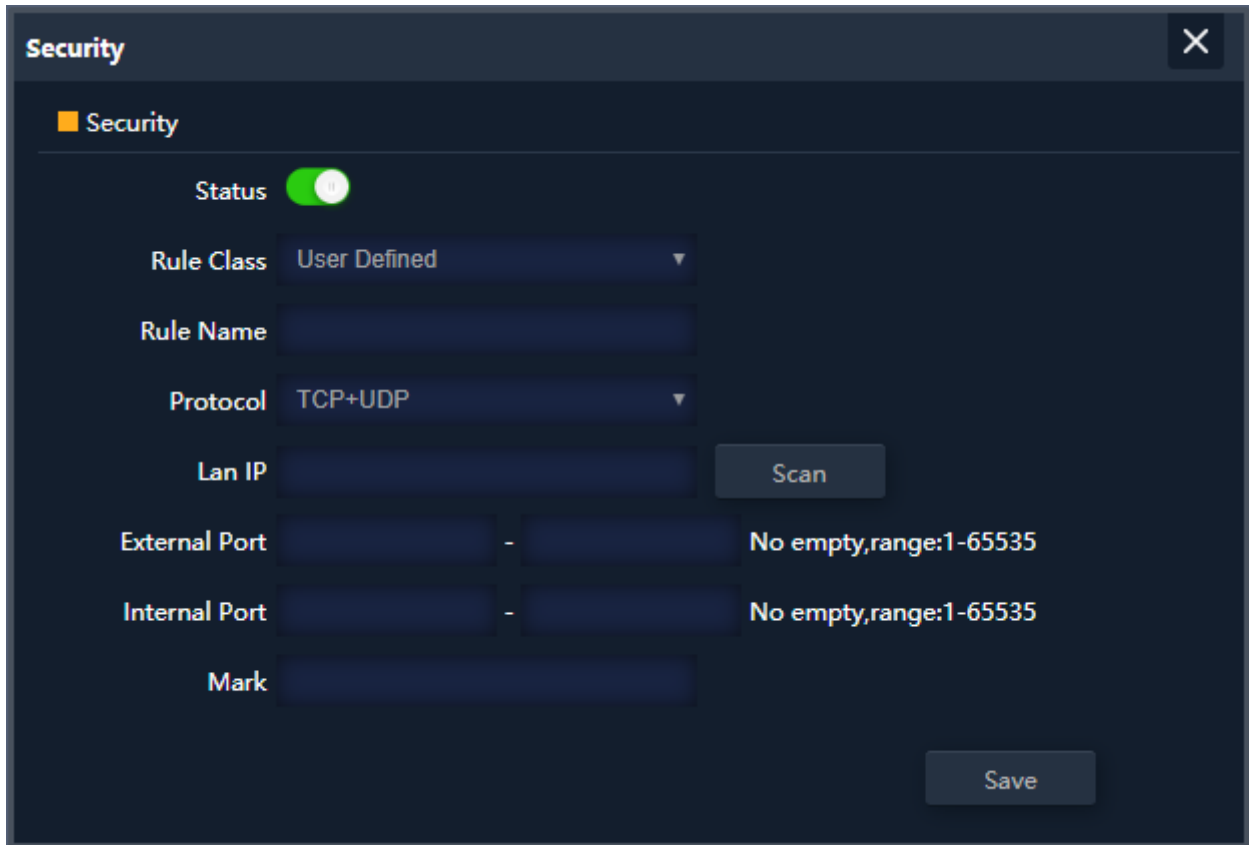 Security
Security
Status
Rule Class User Defined
Rule Name
Protocol TCP+UDP
Lan IP Scan
External Port - No empty,range:1-65535
Internal Port - No empty,range:1-65535
Mark
Save